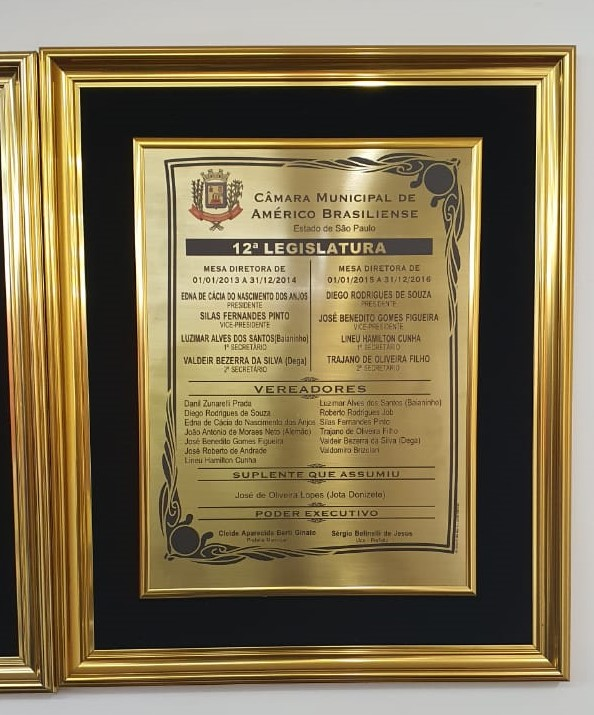 CÂMARA MUNICIPAL DE
AMÉRICO BRASILIENSE
Estado de São Paulo
12ª LEGISLATURA
MESA DIRETORA DE
01/01/2013 A 31/12/2014
EDNA DE CÁCIA DO NASCIMENTO DOS ANJOS
PRESIDENTE
SILAS FERNANDES PINTO
VICE-PRESIDENTE
LUZIMAR ALVES DOS SANTOS(Baianinho)
1º SECRETÁRIO
VALDEIR BEZERRA DA SILVA (Dega)
2º SECRETÁRIO
MESA DIRETORA DE
01/01/2015 A 31/12/2016
DIEGO RODRIGUES DE SOUZA
PRESIDENTE
JOSÉ BENEDITO GOMES FIGUEIRA
VICE-PRESIDENTE
LINEU HAMILTON CUNHA
1º SECRETÁRIO
TRAJANO DE OLIVEIRA FILHO
2º SECRETÁRIO
VEREADORES
Danil Zunarelli Prada
Diego Rodrigues de Souza
Edna de Cácia do Nascimento dos Anjos
João Antonio de Moraes Neto (Alemão)
José Benedito Gomes Figueira
José Roberto de Andrade
Lineu Hamilton Cunha
Luzimar Alves dos Santos (Baianinho)
Roberto Rodrigues Job
Silas Fernandes Pinto
Trajano de Oliveira Filho
Valdeir Bezerra da Silva (Dega)
Valdomiro Brizolari
SUPLENTE QUE ASSUMIU
José de Oliveira Lopes (Jota Donizete)
PODER EXECUTIVO
Cleide Aparecida Berti Ginato
Prefeita Municipal
Sérgio Belinelli de Jesus
Vice - Prefeito